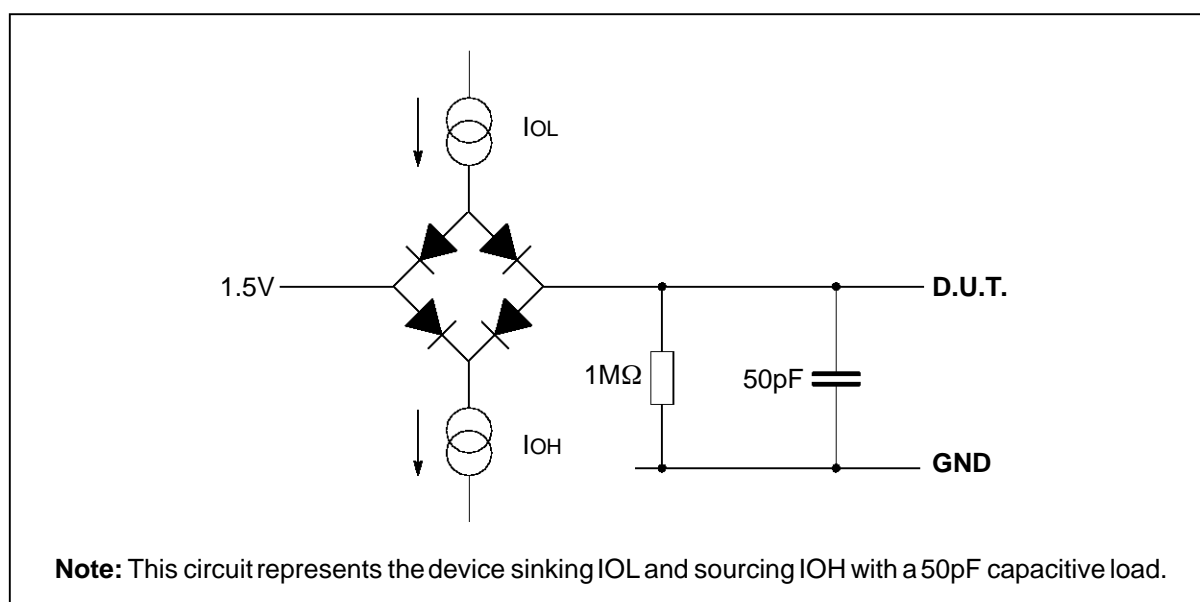 IOL
1.5V
D.U.T.
1MΩ
50pF
IOH
GND
Note: This circuit represents the device sinking IOL and sourcing IOH with a 50pF capacitive load.